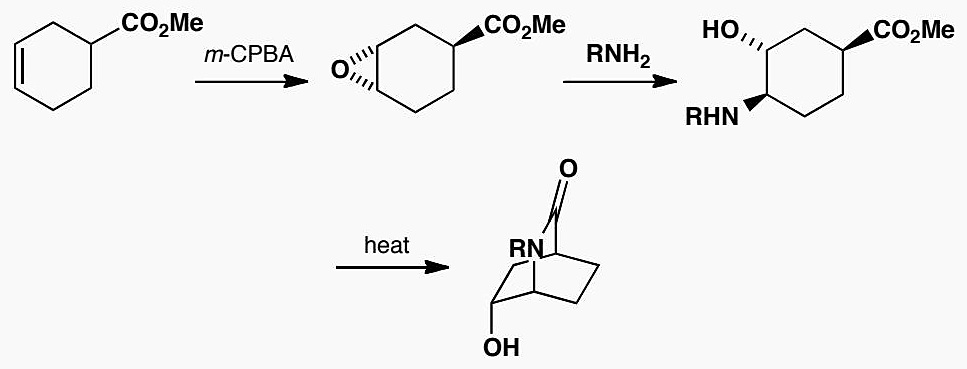 CO₂Me
m-CPBA
O
CO₂Me
RNH₂
HO
CO₂Me
RHN
heat
O
RN
OH